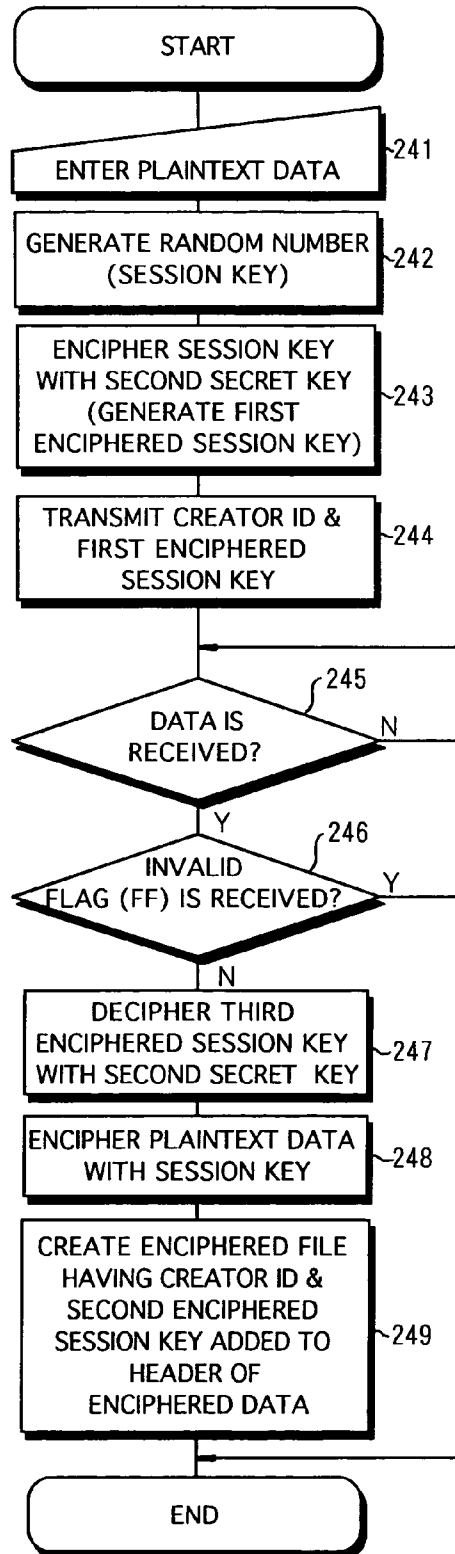 START
ENTER PLAINTEXT DATA
241
GENERATE RANDOM NUMBER
(SESSION KEY)
242
ENCIPHER SESSION KEY
WITH SECOND SECRET KEY
(GENERATE FIRST
ENCIPHERED SESSION KEY)
243
TRANSMIT CREATOR ID &
FIRST ENCIPHERED
SESSION KEY
244
245
DATA IS
RECEIVED?
N
Y
246
INVALID
FLAG (FF) IS RECEIVED?
Y
N
DECIPHER THIRD
ENCIPHERED SESSION KEY
WITH SECOND SECRET KEY
247
ENCIPHER PLAINTEXT DATA
WITH SESSION KEY
248
CREATE ENCIPHERED FILE
HAVING CREATOR ID &
SECOND ENCIPHERED
SESSION KEY ADDED TO
HEADER OF
ENCIPHERED DATA
249
END